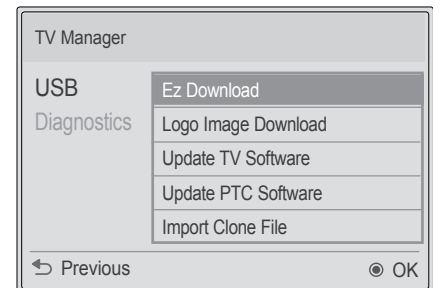 TV Manager
USB
Diagnostics
Ez Download
Logo Image Download
Update TV Software
Update PTC Software
Import Clone File
Previous
OK